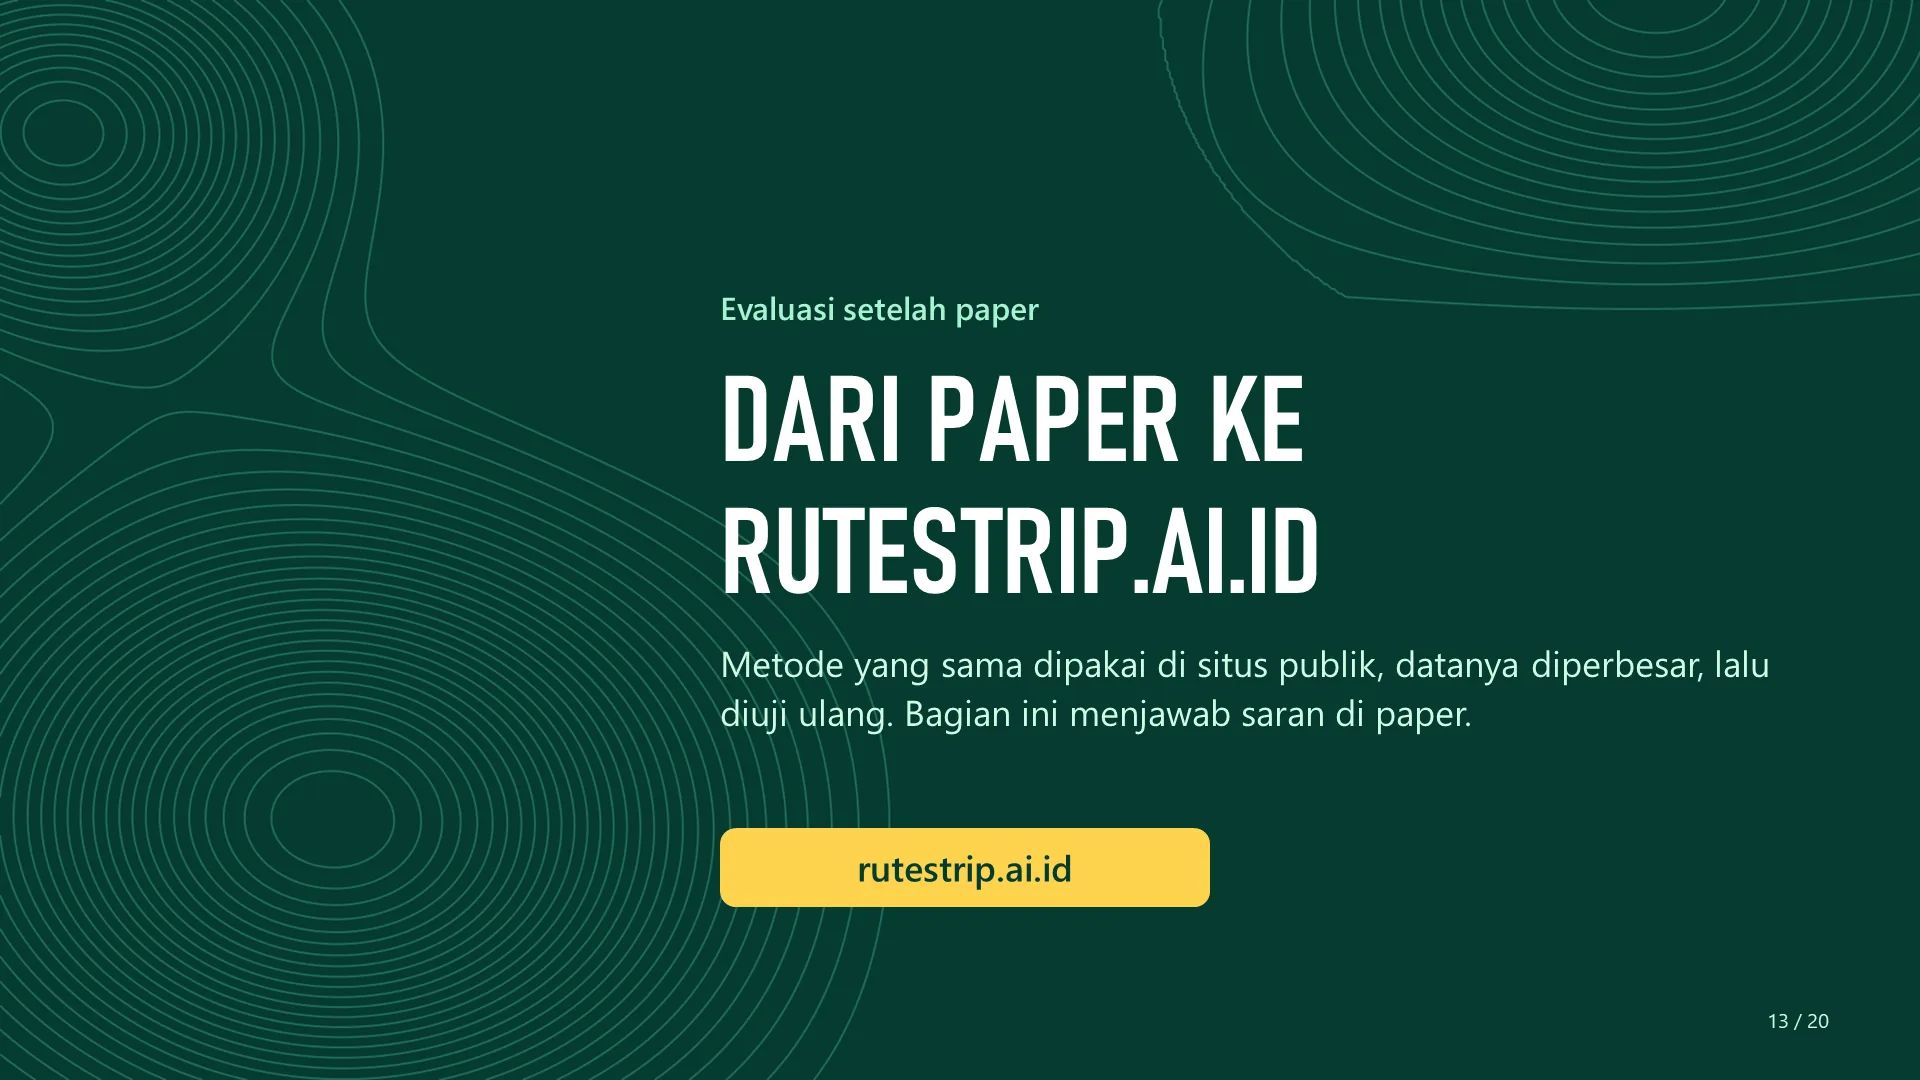 Evaluasi setelah paper
DARI PAPER KE
RUTESTRIP.AI.ID
Metode yang sama dipakai di situs publik, datanya diperbesar, lalu
diuji ulang. Bagian ini menjawab saran di paper.
rutestrip.ai.id
13 / 20